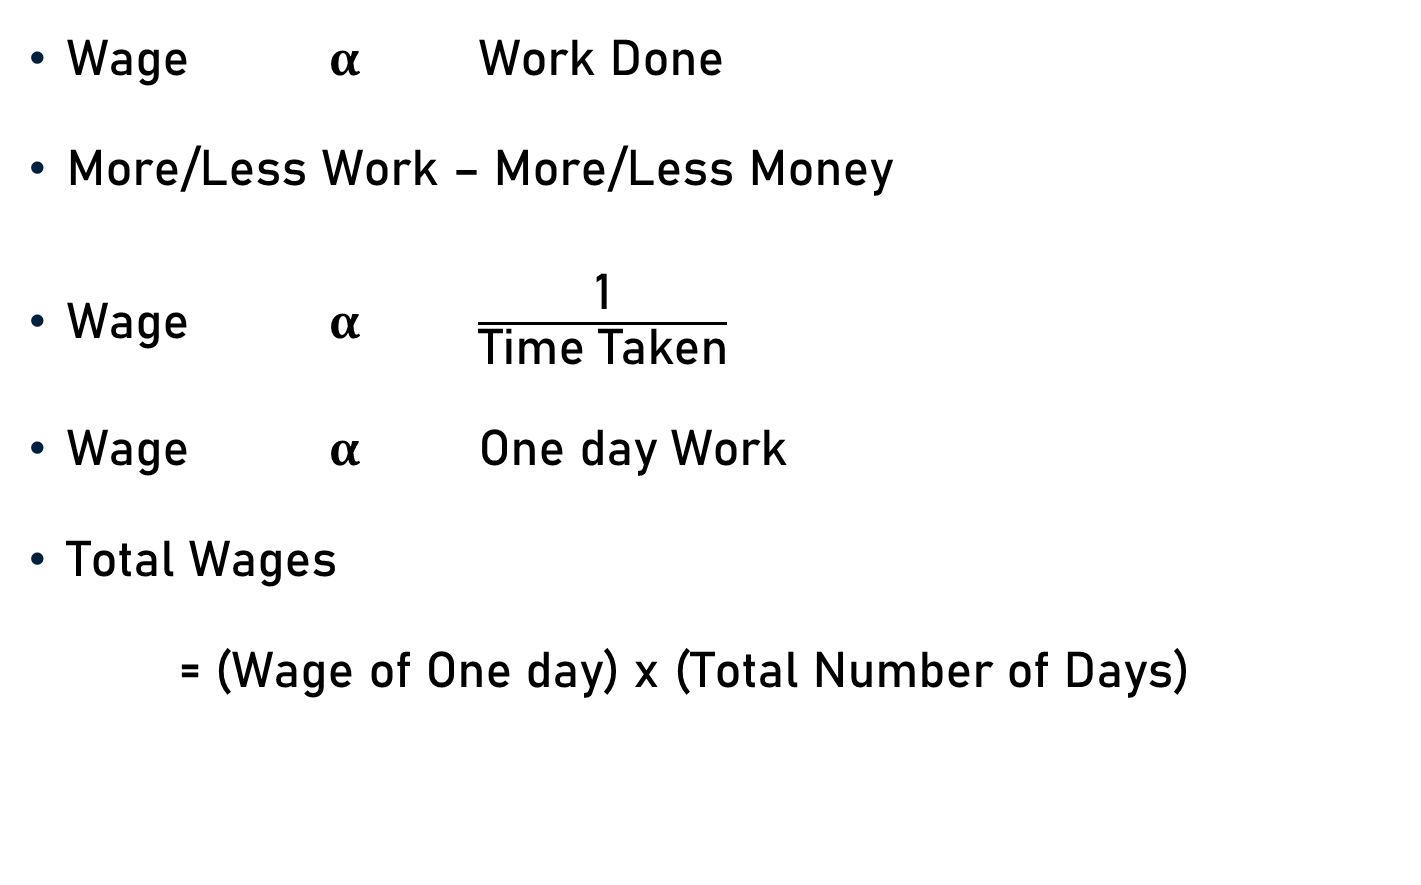 • Wage α Work Done
• More/Less Work – More/Less Money
• Wage α 1
Time Taken
• Wage α One day Work
• Total Wages
= (Wage of One day) x (Total Number of Days)